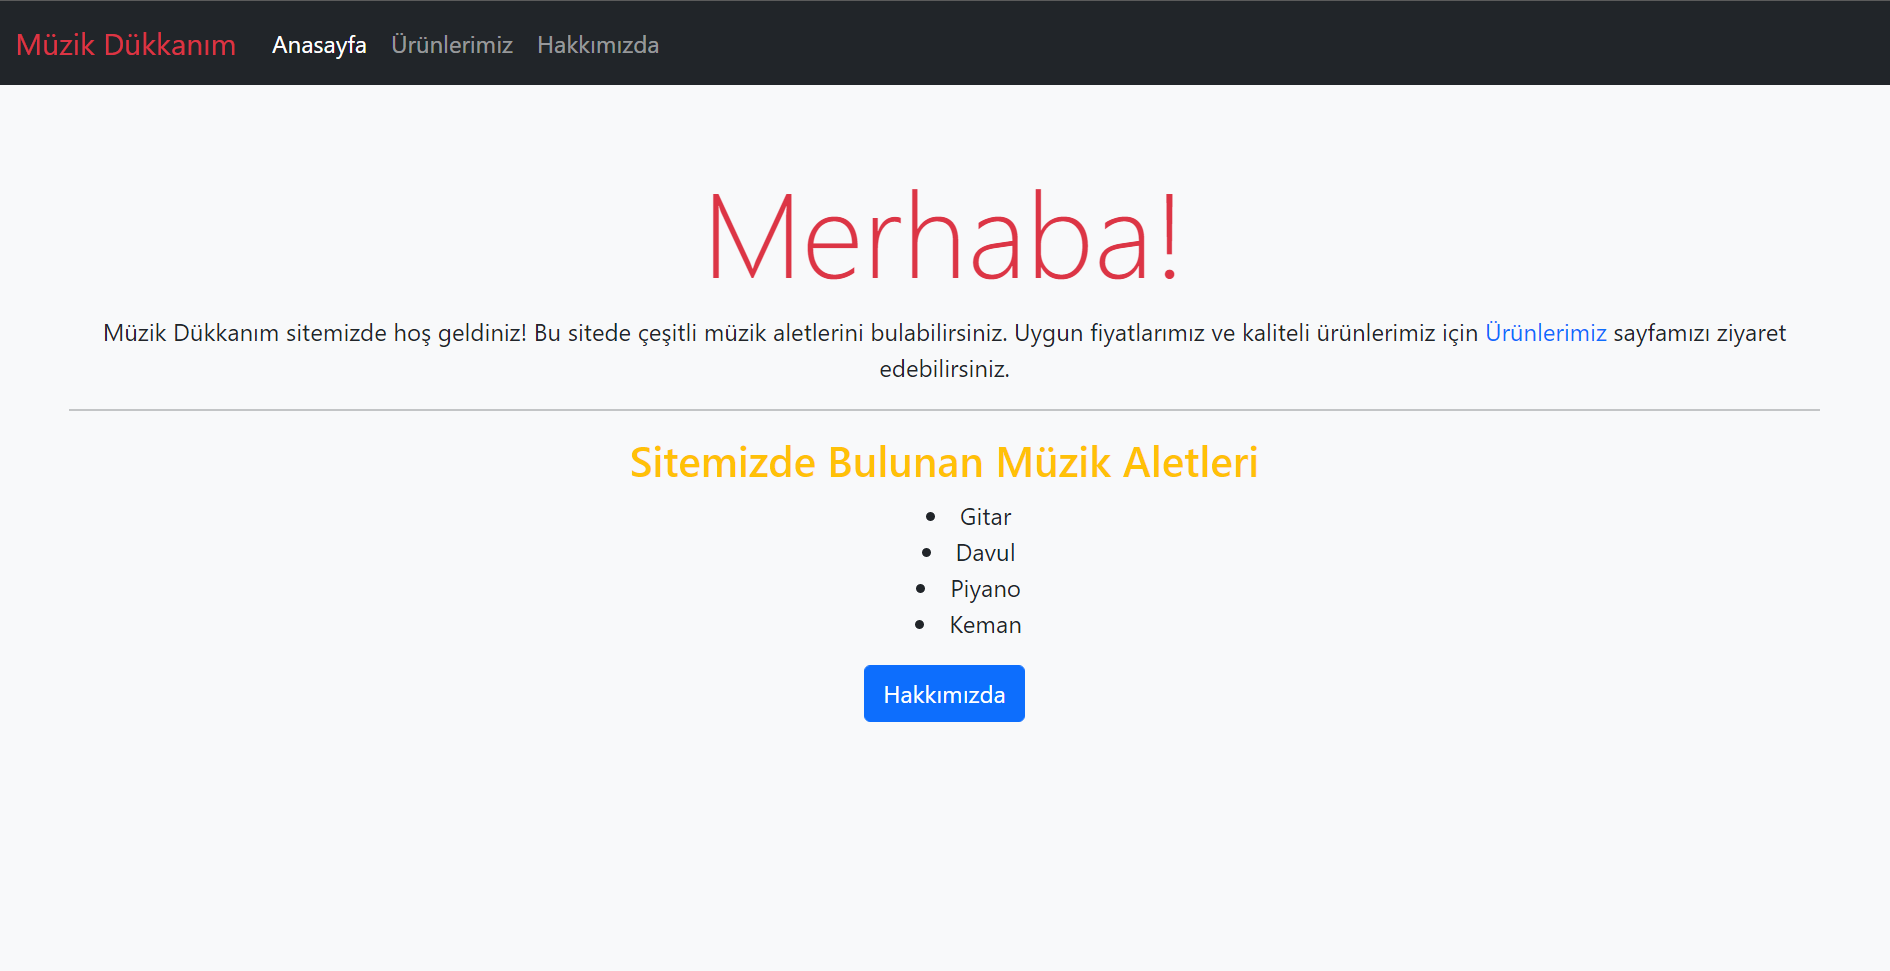 Müzik Dükkanım Anasayfa Ürünlerimiz Hakkımızda
Merhaba!
Müzik Dükkanım sitemizde hoş geldiniz! Bu sitede çeşitli müzik aletlerini bulabilirsiniz. Uygun fiyatlarımız ve kaliteli ürünlerimiz için Ürünlerimiz sayfamızı ziyaret
edebilirsiniz.
Sitemizde Bulunan Müzik Aletleri
• Gitar
• Davul
• Piyano
• Keman
Hakkımızda